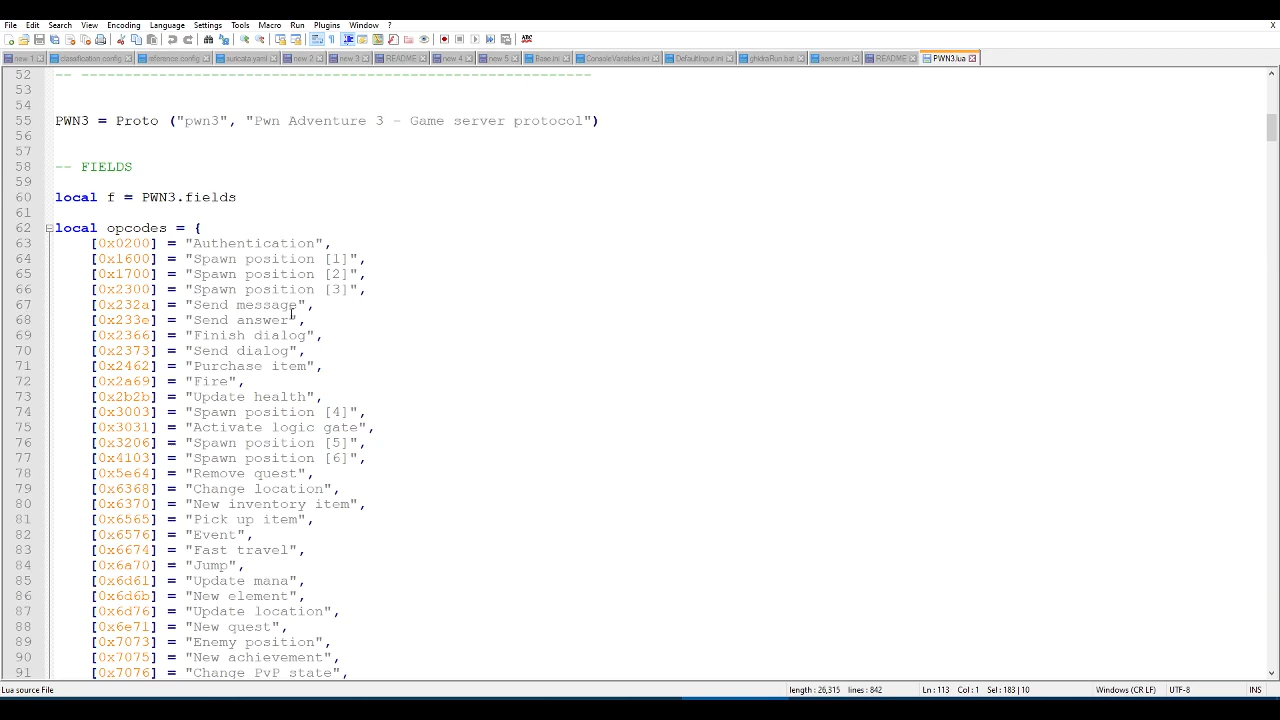 File Edit Search View Encoding Language Settings Tools Macro Run Plugins Window ? X
new 1 classification.config reference.config suricata.yaml new 2 new 3 README new 4 new 5 Base.ini ConsoleVariables.ini DefaultInput.ini ghidraRun.bat server.ini README PWN3.lua
52 -- -----------------------------------------------------------
53
54
55 PWN3 = Proto ("pwn3", "Pwn Adventure 3 - Game server protocol")
56
57
58 -- FIELDS
59
60 local f = PWN3.fields
61
62 local opcodes = {
63 [0x0200] = "Authentication",
64 [0x1600] = "Spawn position [1]",
65 [0x1700] = "Spawn position [2]",
66 [0x2300] = "Spawn position [3]",
67 [0x232a] = "Send message",
68 [0x233e] = "Send answer",
69 [0x2366] = "Finish dialog",
70 [0x2373] = "Send dialog",
71 [0x2462] = "Purchase item",
72 [0x2a69] = "Fire",
73 [0x2b2b] = "Update health",
74 [0x3003] = "Spawn position [4]",
75 [0x3031] = "Activate logic gate",
76 [0x3206] = "Spawn position [5]",
77 [0x4103] = "Spawn position [6]",
78 [0x5e64] = "Remove quest",
79 [0x6368] = "Change location",
80 [0x6370] = "New inventory item",
81 [0x6565] = "Pick up item",
82 [0x6576] = "Event",
83 [0x6674] = "Fast travel",
84 [0x6a70] = "Jump",
85 [0x6d61] = "Update mana",
86 [0x6d6b] = "New element",
87 [0x6d76] = "Update location",
88 [0x6e71] = "New quest",
89 [0x7073] = "Enemy position",
90 [0x7075] = "New achievement",
91 [0x7076] = "Change PvP state",
Lua source File length : 26,315 lines : 842 Ln : 113 Col : 1 Sel : 183 | 10 Windows (CR LF) UTF-8 INS